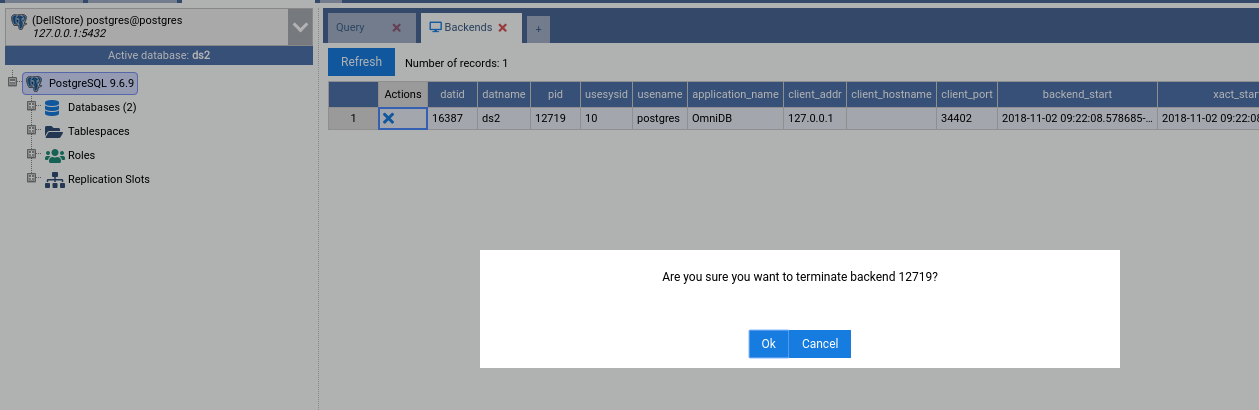 (DellStore) postgres@postgres
127.0.0.1:5432
Active database: ds2
PostgreSQL 9.6.9
Databases (2)
Tablespaces
Roles
Replication Slots
Query Backends +
Refresh Number of records: 1
Actions datid datname pid usesysid usename application_name client_addr client_hostname client_port backend_start xact_star
1 16387 ds2 12719 10 postgres OmniDB 127.0.0.1 34402 2018-11-02 09:22:08.578685-... 2018-11-02 09:22:08
Are you sure you want to terminate backend 12719?
Ok Cancel